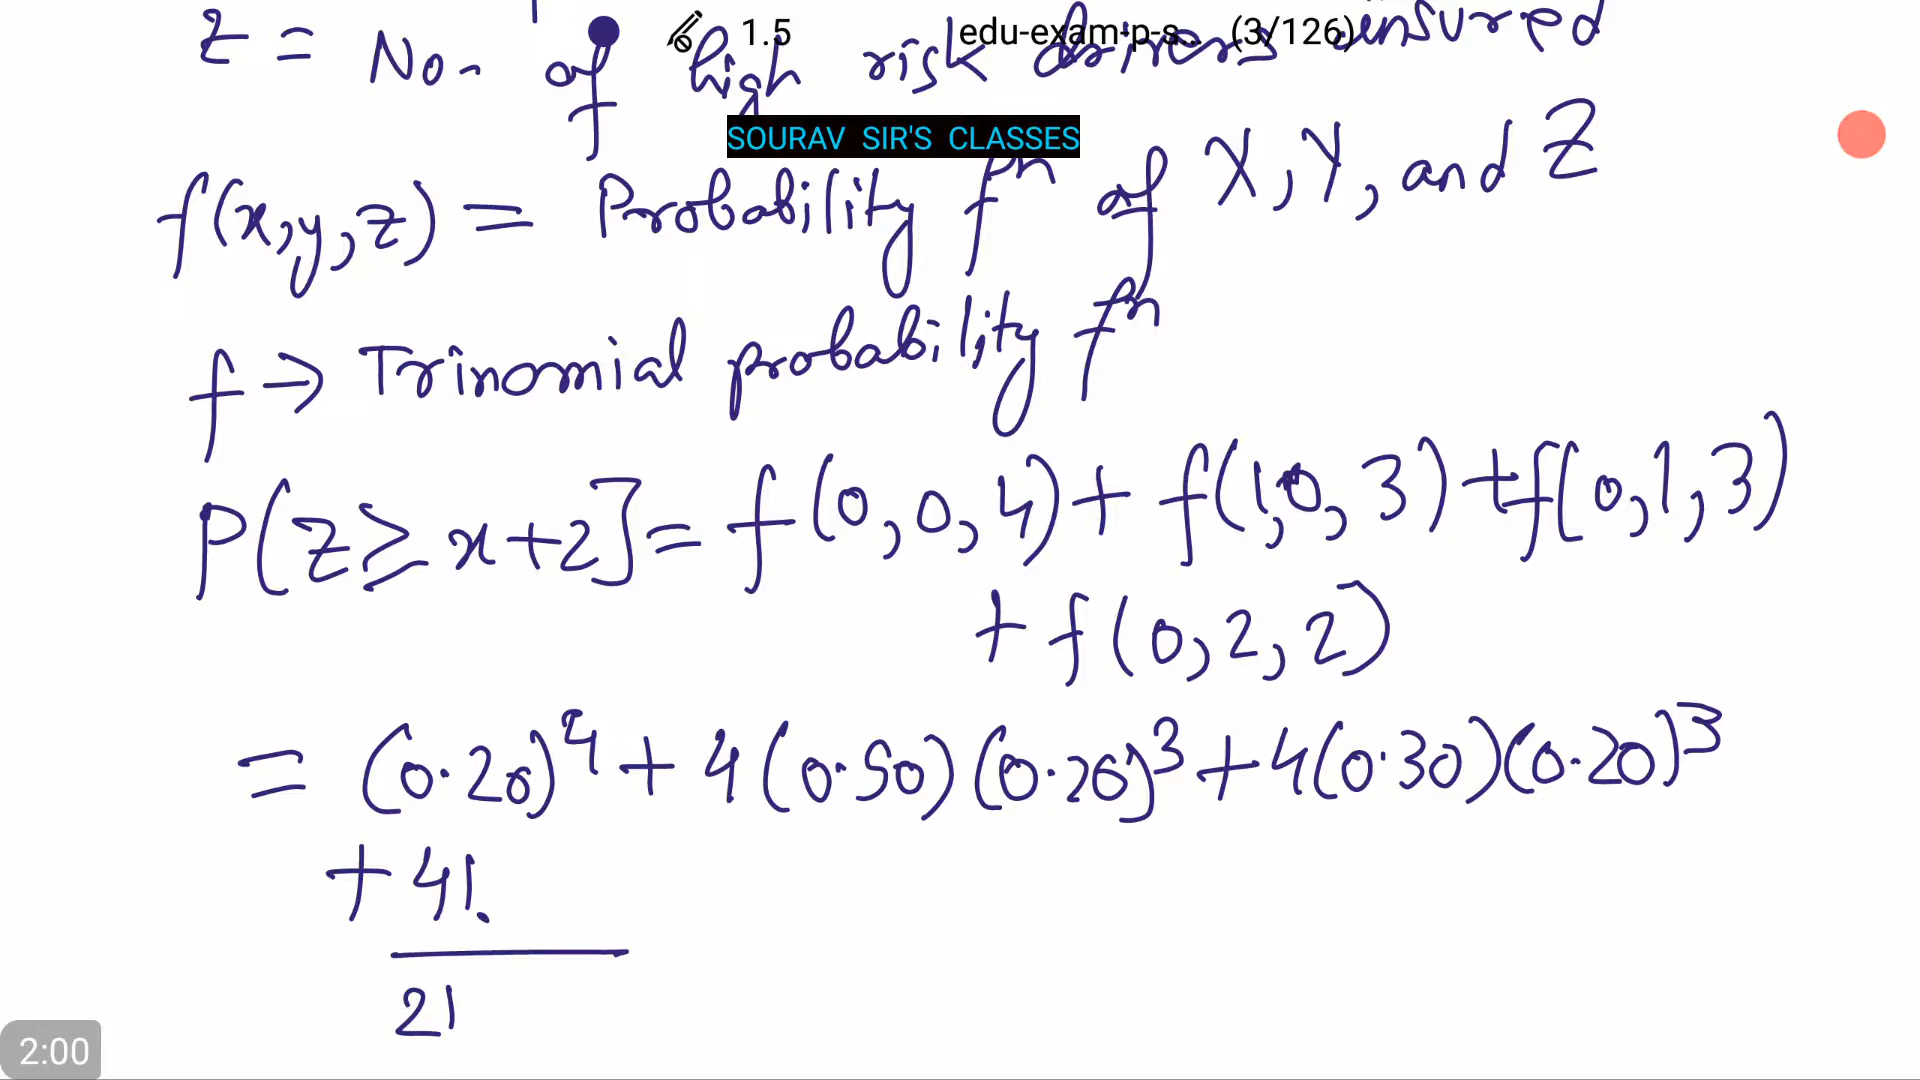 z = No. of high risk drivers insured
1.5 edu-exam-p-s... (3/126)
SOURAV SIR'S CLASSES
f(x,y,z) = Probability fⁿ of X, Y, and Z
f → Trinomial probability fⁿ
P(z ≥ x+2] = f(0,0,4) + f(1,0,3) + f(0,1,3)
+ f(0,2,2)
= (0.20)⁴ + 4(0.50)(0.20)³ + 4(0.30)(0.20)³
+ 4!
21
2:00